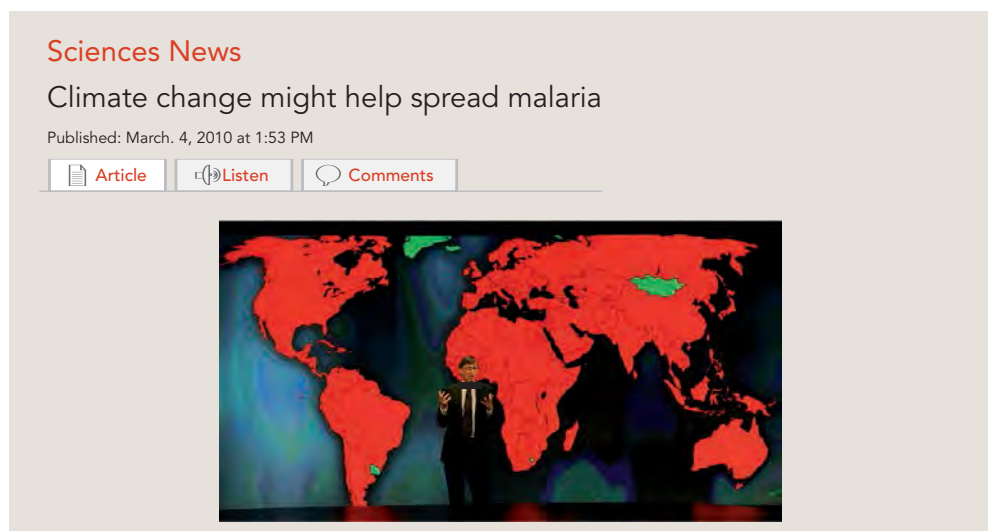 Sciences News
Climate change might help spread malaria
Published: March. 4, 2010 at 1:53 PM
Article
Listen
Comments